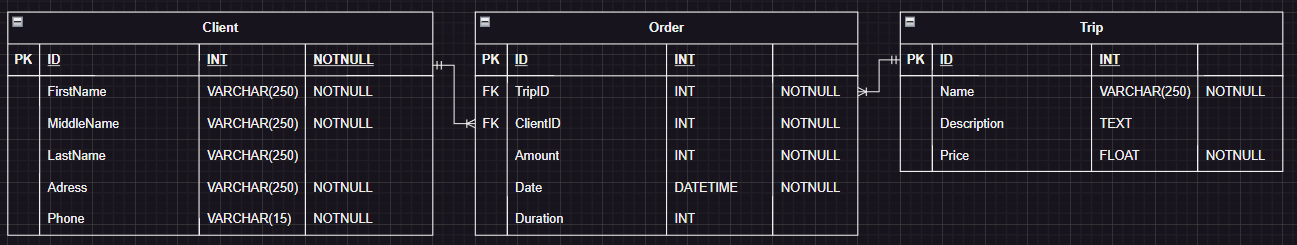 Client
PK ID INT NOTNULL
FirstName VARCHAR(250) NOTNULL
MiddleName VARCHAR(250) NOTNULL
LastName VARCHAR(250)
Adress VARCHAR(250) NOTNULL
Phone VARCHAR(15) NOTNULL
Order
PK ID INT
FK TripID INT NOTNULL
FK ClientID INT NOTNULL
Amount INT NOTNULL
Date DATETIME NOTNULL
Duration INT
Trip
PK ID INT
Name VARCHAR(250) NOTNULL
Description TEXT
Price FLOAT NOTNULL